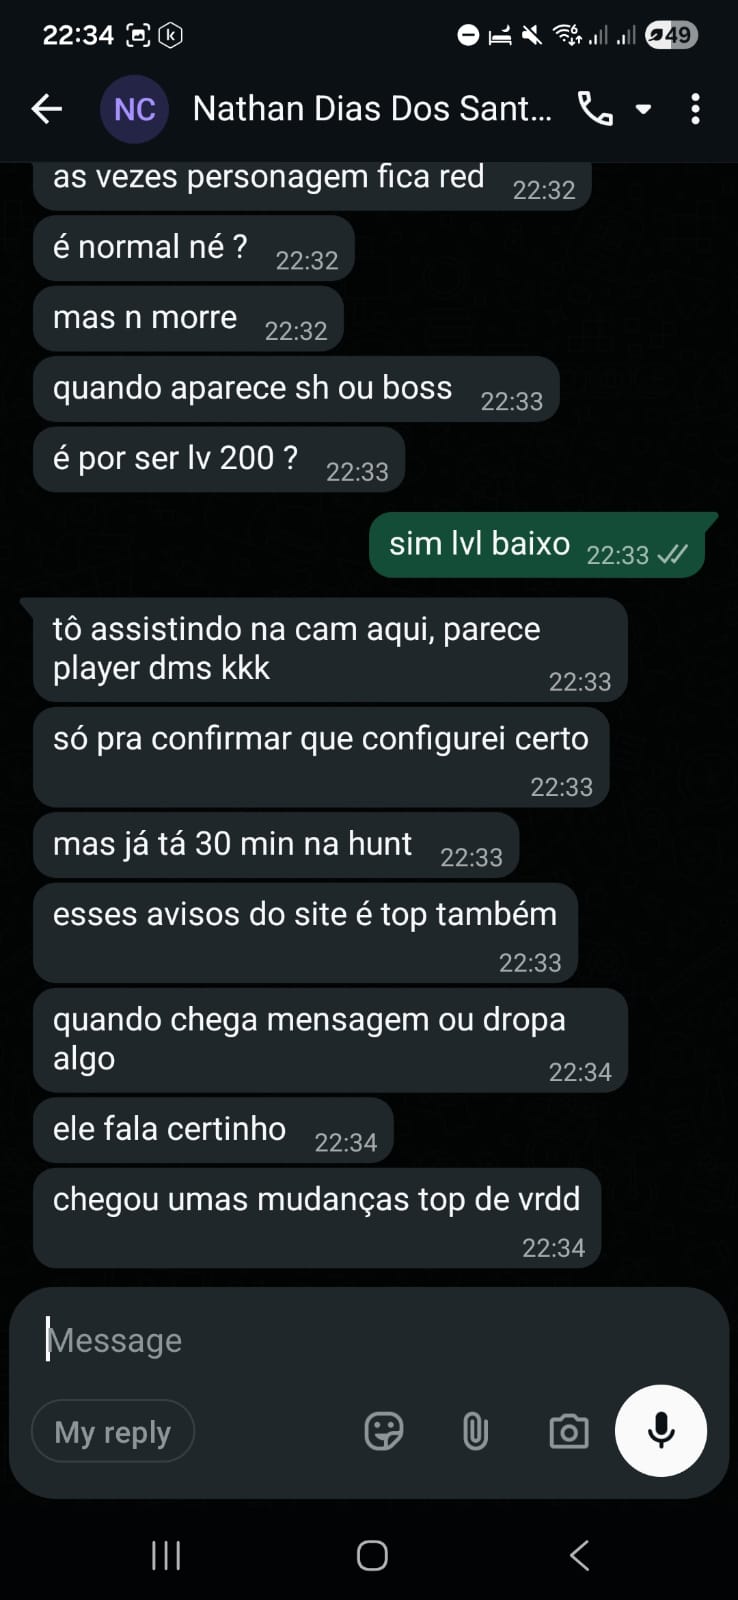 22:34
49
NC Nathan Dias Dos Sant...
as vezes personagem fica red 22:32
é normal né ? 22:32
mas n morre 22:32
quando aparece sh ou boss 22:33
é por ser lv 200 ? 22:33
sim lvl baixo 22:33
tô assistindo na cam aqui, parece
player dms kkk 22:33
só pra confirmar que configurei certo
22:33
mas já tá 30 min na hunt 22:33
esses avisos do site é top também
22:33
quando chega mensagem ou dropa
algo 22:34
ele fala certinho 22:34
chegou umas mudanças top de vrdd
22:34
Message
My reply